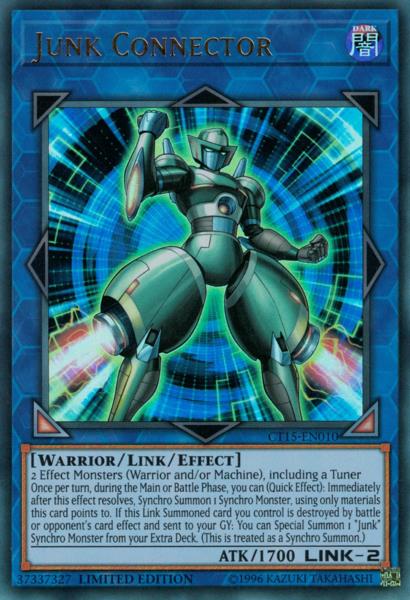 JUNK CONNECTOR
DARK
闇
CT15-EN010
[WARRIOR/LINK/EFFECT]
2 Effect Monsters (Warrior and/or Machine), including a Tuner
Once per turn, during the Main or Battle Phase, you can (Quick Effect): Immediately
after this effect resolves, Synchro Summon 1 Synchro Monster, using only materials
this card points to. If this Link Summoned card you control is destroyed by battle
or opponent's card effect and sent to your GY: You can Special Summon 1 "Junk"
Synchro Monster from your Extra Deck. (This is treated as a Synchro Summon.)
ATK/1700 LINK-2
37337327 LIMITED EDITION ©1996 KAZUKI TAKAHASHI